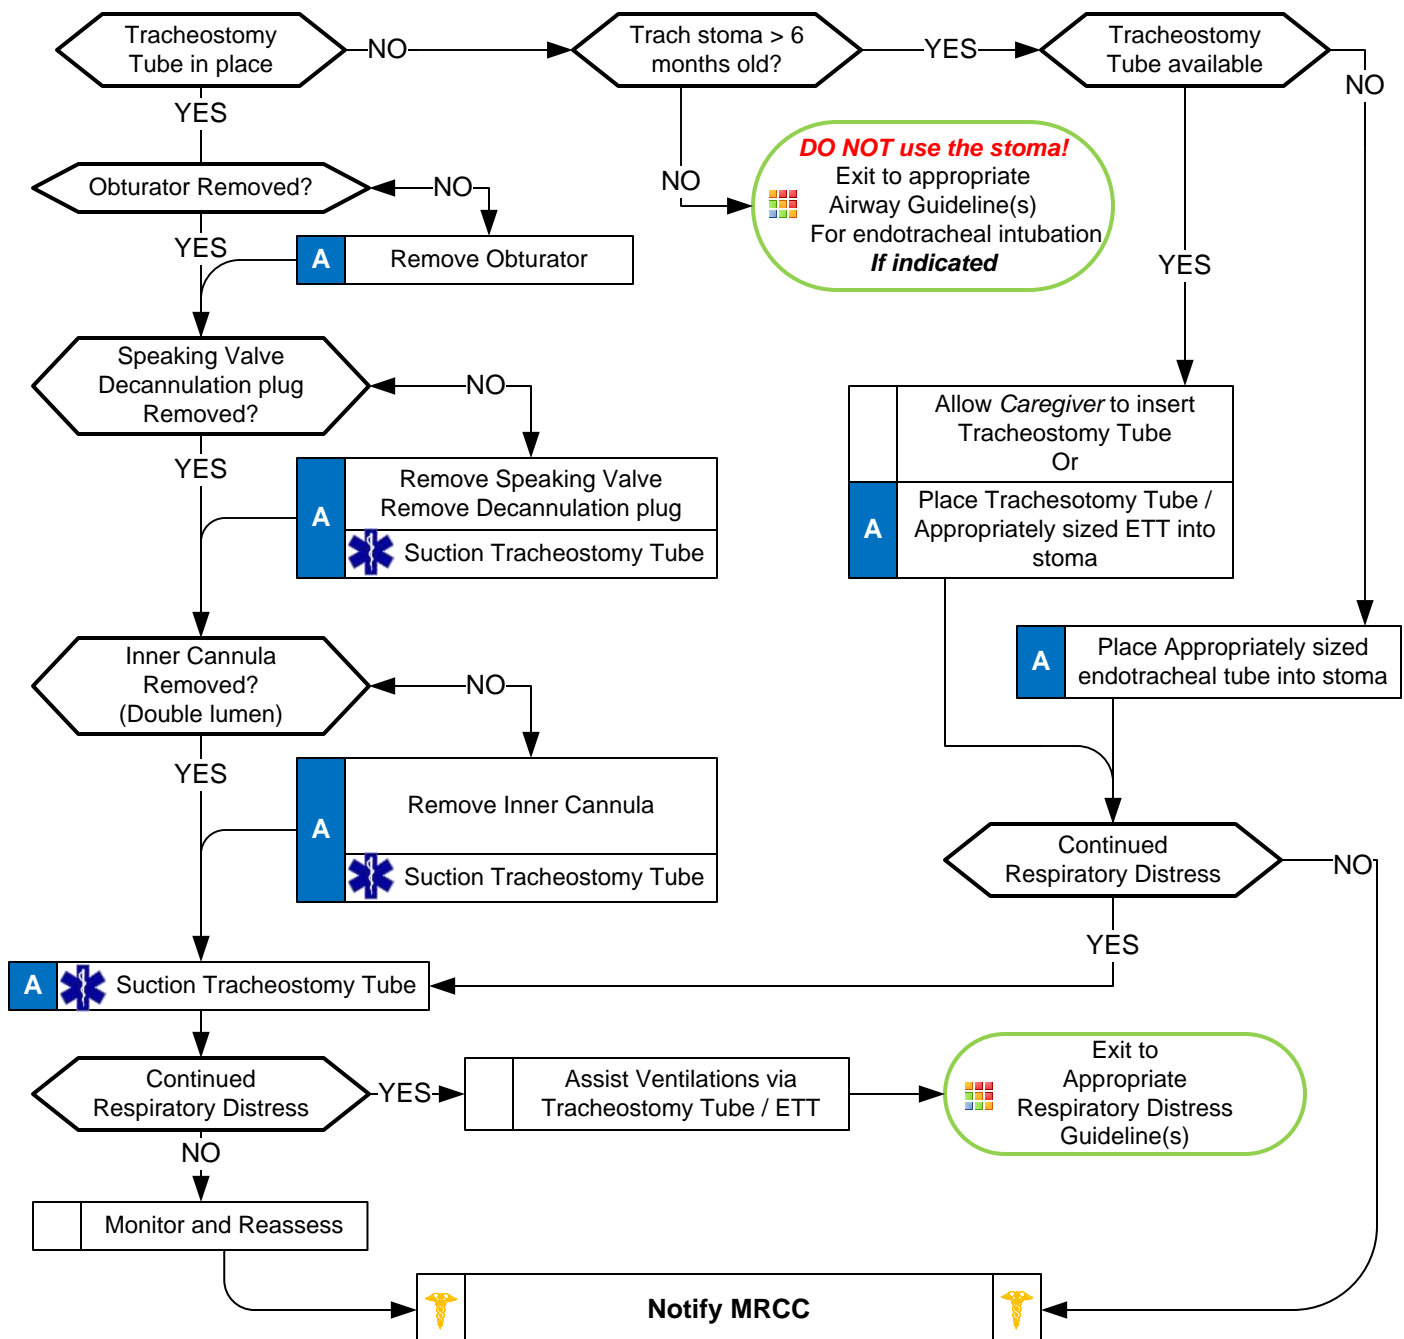 Tracheostomy
Tube in place
NO
Trach stoma > 6
months old?
YES
Tracheostomy
Tube available
NO
YES
DO NOT use the stoma!
Exit to appropriate
Airway Guideline(s)
For endotracheal intubation
If indicated
NO
Obturator Removed?
NO
YES
A
Remove Obturator
YES
Speaking Valve
Decannulation plug
Removed?
NO
YES
A
Remove Speaking Valve
Remove Decannulation plug
Suction Tracheostomy Tube
Allow Caregiver to insert
Tracheostomy Tube
Or
A
Place Trachesotomy Tube /
Appropriately sized ETT into
stoma
A
Place Appropriately sized
endotracheal tube into stoma
Inner Cannula
Removed?
(Double lumen)
NO
YES
A
Remove Inner Cannula
Suction Tracheostomy Tube
Continued
Respiratory Distress
NO
YES
A
Suction Tracheostomy Tube
Continued
Respiratory Distress
YES
Assist Ventilations via
Tracheostomy Tube / ETT
Exit to
Appropriate
Respiratory Distress
Guideline(s)
NO
Monitor and Reassess
Notify MRCC